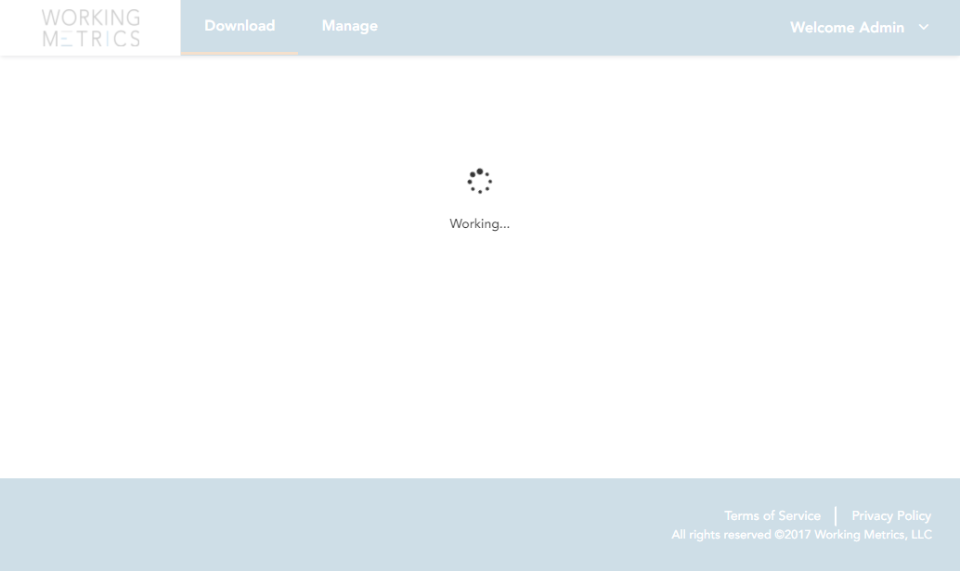 WORKING
METRICS
Download Manage Welcome Admin
Working...
Terms of Service | Privacy Policy
All rights reserved ©2017 Working Metrics, LLC